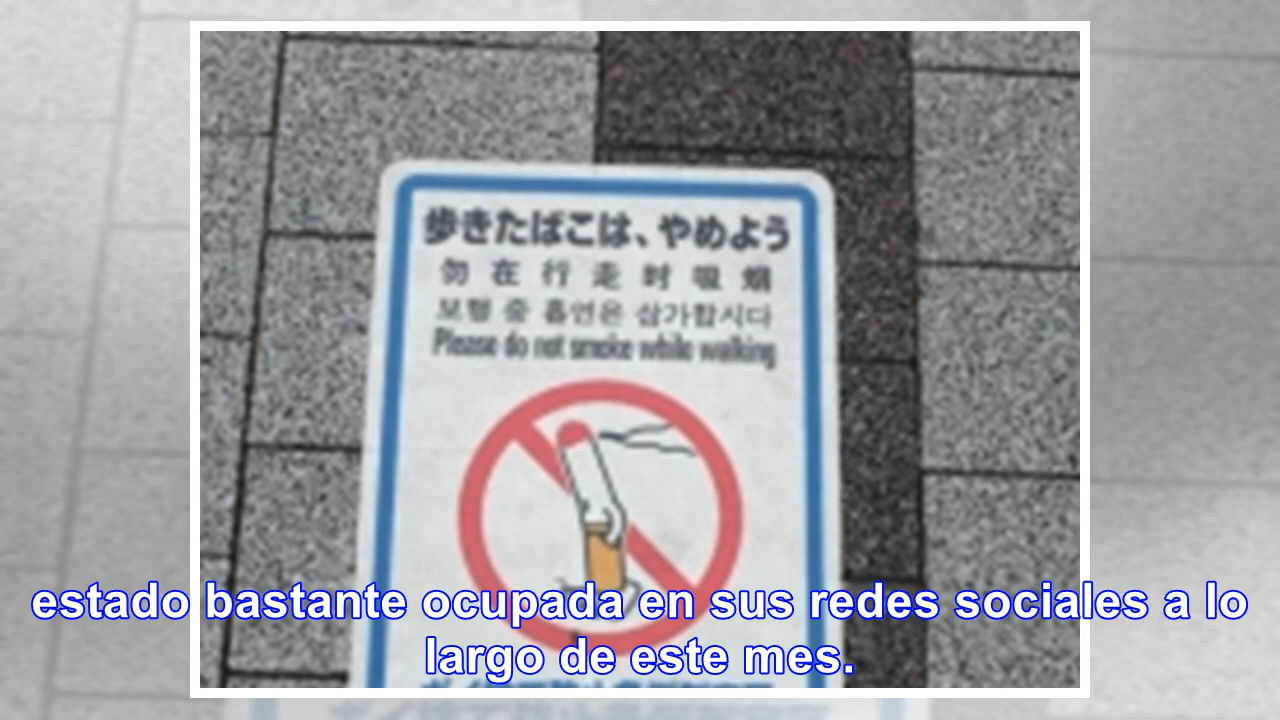 歩きたばこは、やめよう
勿在行走时吸烟
보행 중 흡연은 삼가합시다
Please do not smoke while walking
estado bastante ocupada en sus redes sociales a lo
largo de este mes.